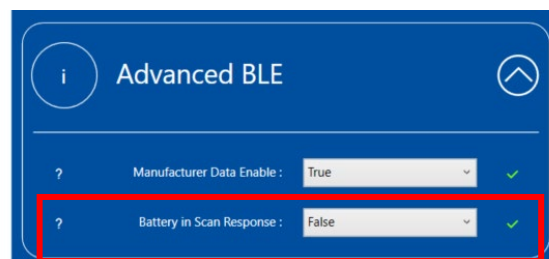 i Advanced BLE
? Manufacturer Data Enable : True
? Battery in Scan Response : False